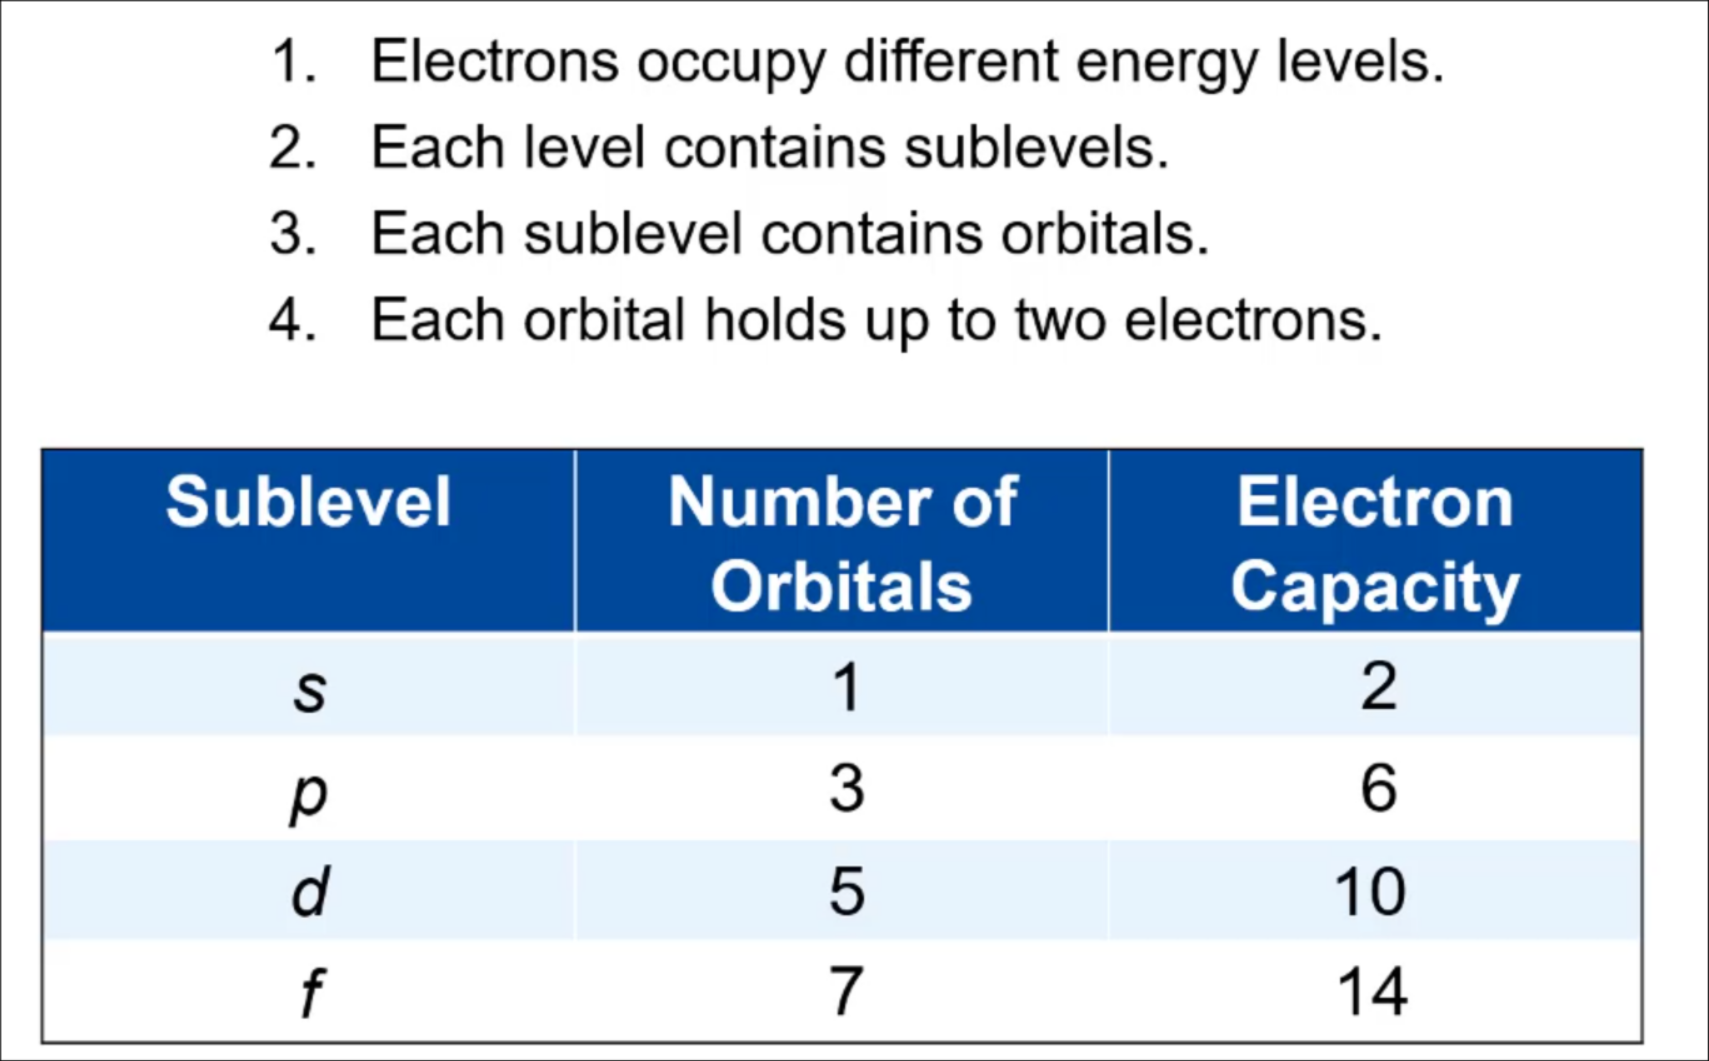 1. Electrons occupy different energy levels.
2. Each level contains sublevels.
3. Each sublevel contains orbitals.
4. Each orbital holds up to two electrons.
Sublevel Number of Orbitals Electron Capacity
s 1 2
p 3 6
d 5 10
f 7 14